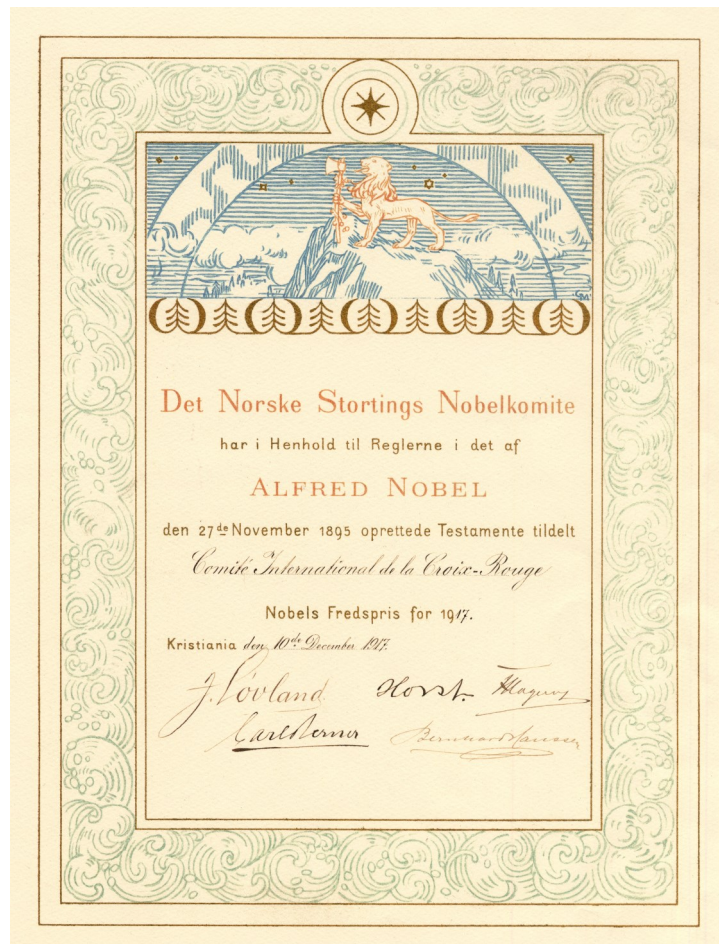 Det Norske Stortings Nobelkomite
har i Henhold til Reglerne i det af
ALFRED NOBEL
den 27de November 1895 oprettede Testamente tildelt
Comité International de la Croix-Rouge
Nobels Fredspris for 1917.
Kristiania den 10de December 1917.
J. Løvland Horst HHagerup
Carl Berner Bernhard Hanssen